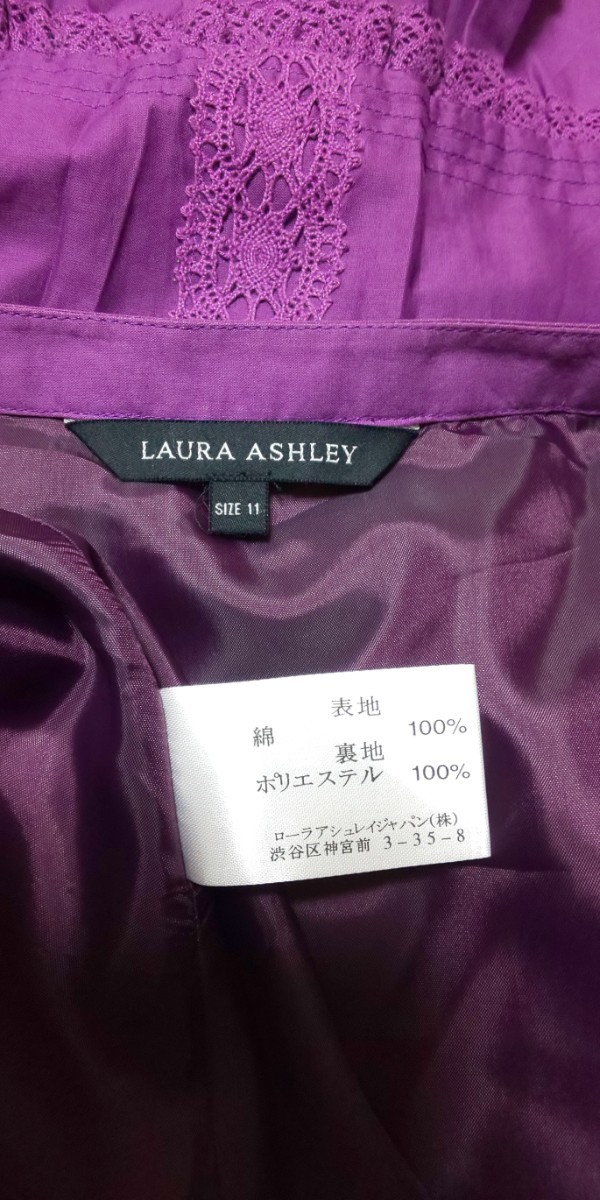 LAURA ASHLEY
SIZE 11
表地
綿 100%
裏地
ポリエステル 100%
ローラアシュレイジャパン(株)
渋谷区神宮前 3-35-8